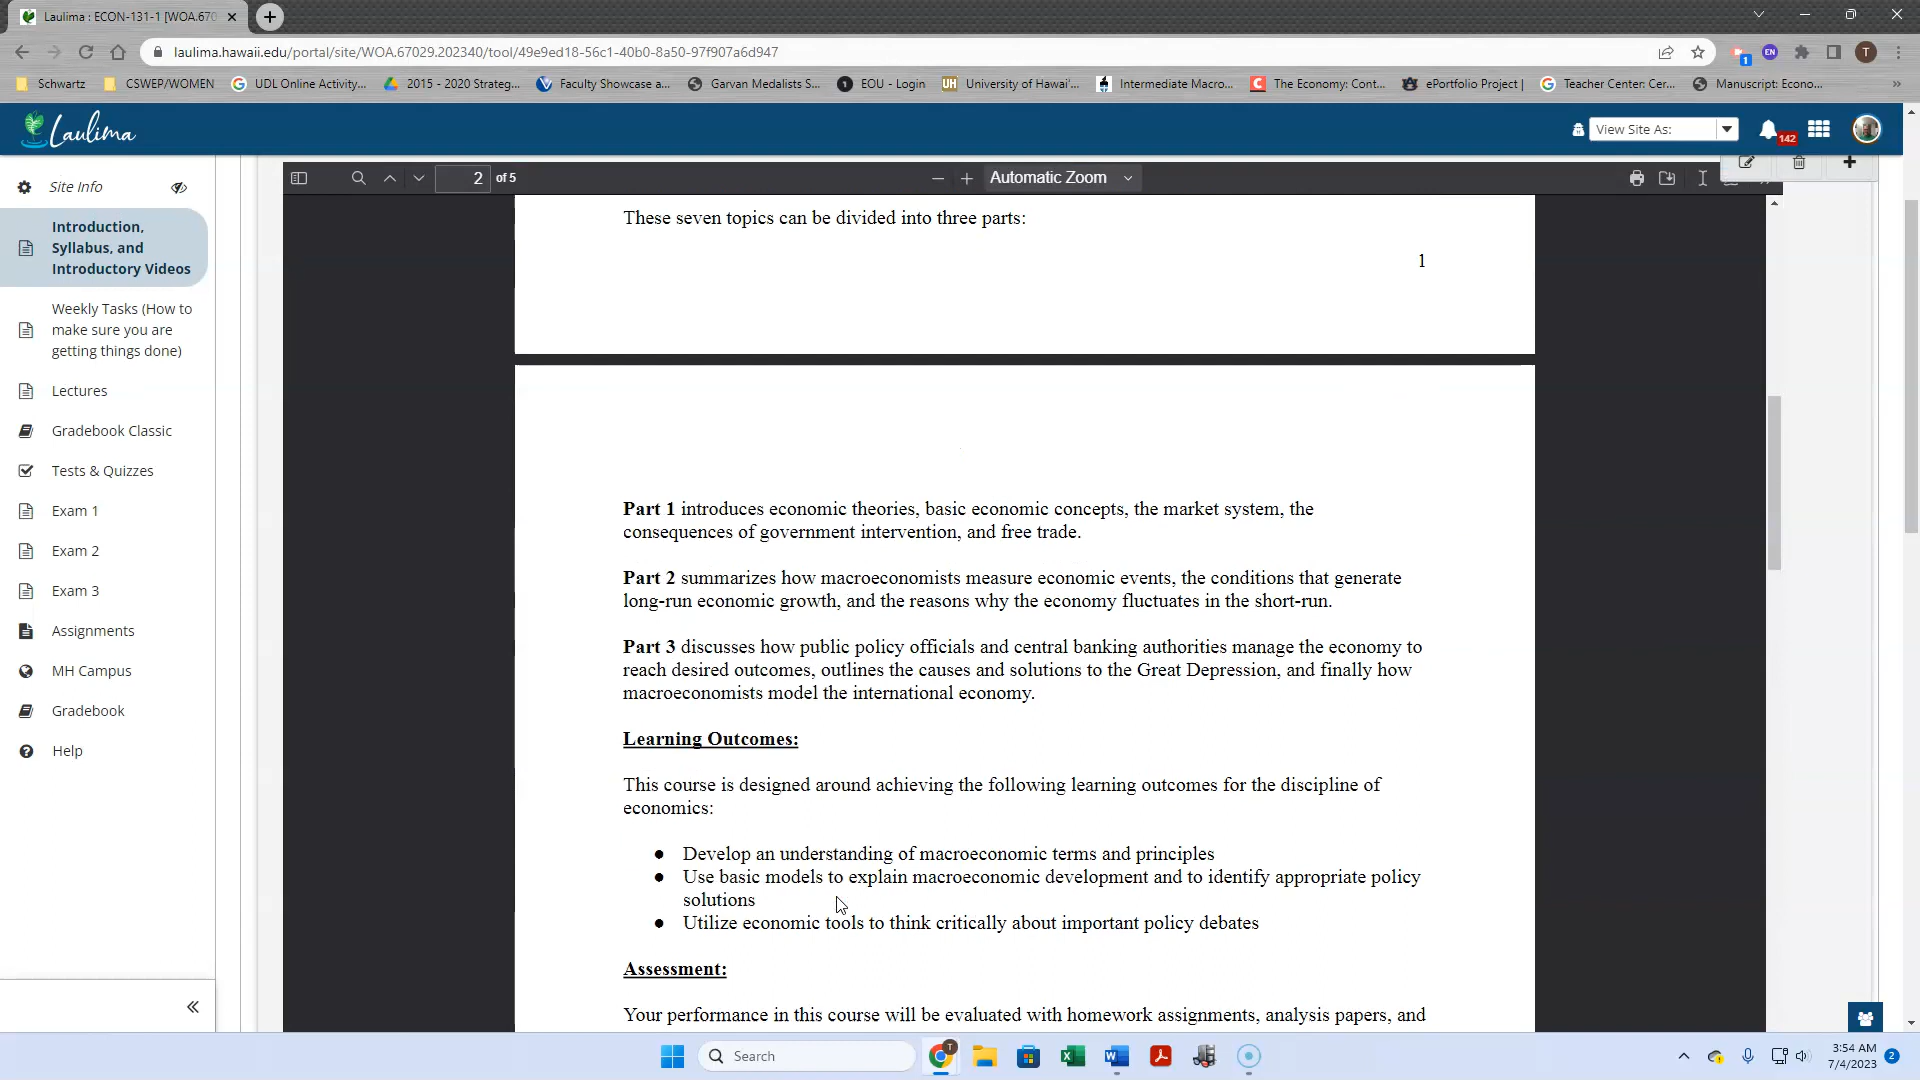 Laulima : ECON-131-1 [WOA.670
laulima.hawaii.edu/portal/site/WOA.67029.202340/tool/49e9ed18-56c1-40b0-8a50-97f907a6d947
EN
1
T
Schwartz
CSWEP/WOMEN
UDL Online Activity...
2015 - 2020 Strateg...
Faculty Showcase a...
Garvan Medalists S...
EOU - Login
University of Hawai'...
Intermediate Macro...
The Economy: Cont...
ePortfolio Project |
Teacher Center: Cer...
Manuscript: Econo...
Laulima
View Site As:
142
Site Info
Introduction,
Syllabus, and
Introductory Videos
Weekly Tasks (How to
make sure you are
getting things done)
Lectures
Gradebook Classic
Tests & Quizzes
Exam 1
Exam 2
Exam 3
Assignments
MH Campus
Gradebook
Help
2 of 5
Automatic Zoom
These seven topics can be divided into three parts:
1
Part 1 introduces economic theories, basic economic concepts, the market system, the
consequences of government intervention, and free trade.
Part 2 summarizes how macroeconomists measure economic events, the conditions that generate
long-run economic growth, and the reasons why the economy fluctuates in the short-run.
Part 3 discusses how public policy officials and central banking authorities manage the economy to
reach desired outcomes, outlines the causes and solutions to the Great Depression, and finally how
macroeconomists model the international economy.
Learning Outcomes:
This course is designed around achieving the following learning outcomes for the discipline of
economics:
● Develop an understanding of macroeconomic terms and principles
● Use basic models to explain macroeconomic development and to identify appropriate policy
solutions
● Utilize economic tools to think critically about important policy debates
Assessment:
Your performance in this course will be evaluated with homework assignments, analysis papers, and
Search
3:54 AM
7/4/2023
2